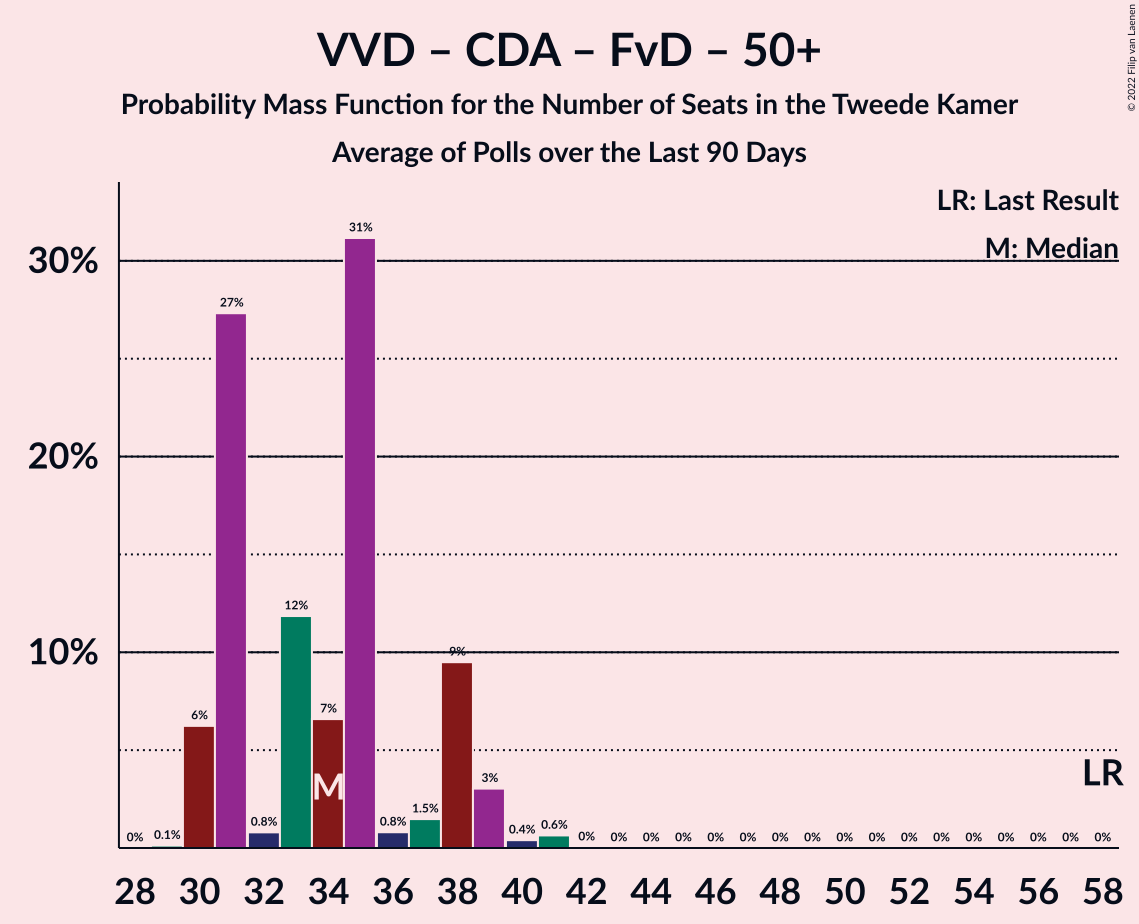 VVD – CDA – FvD – 50+
Probability Mass Function for the Number of Seats in the Tweede Kamer
Average of Polls over the Last 90 Days
© 2022 Filip van Laenen
LR: Last Result
M: Median
30%
20%
10%
0% 0.1% 6% 27% 0.8% 12% 7% 31% 0.8% 1.5% 9% 3% 0.4% 0.6% 0% 0% 0% 0% 0% 0% 0% 0% 0% 0% 0% 0% 0% 0% 0% 0% 0%
M
LR
28 30 32 34 36 38 40 42 44 46 48 50 52 54 56 58